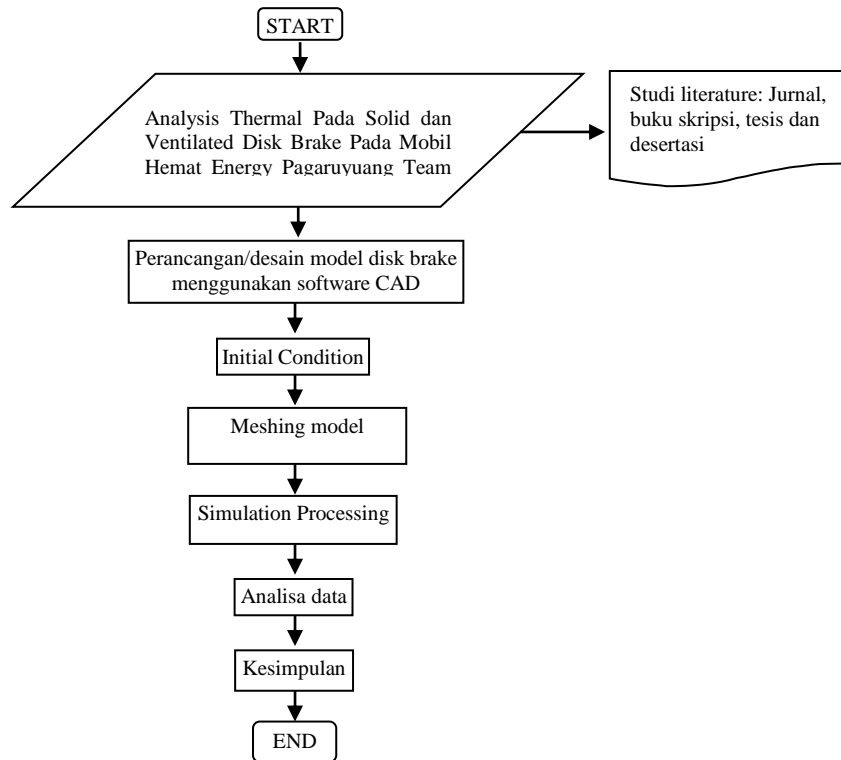 START
Analysis Thermal Pada Solid dan
Ventilated Disk Brake Pada Mobil
Hemat Energy Pagaruyuang Team
Studi literature: Jurnal,
buku skripsi, tesis dan
desertasi
Perancangan/desain model disk brake
menggunakan software CAD
Initial Condition
Meshing model
Simulation Processing
Analisa data
Kesimpulan
END